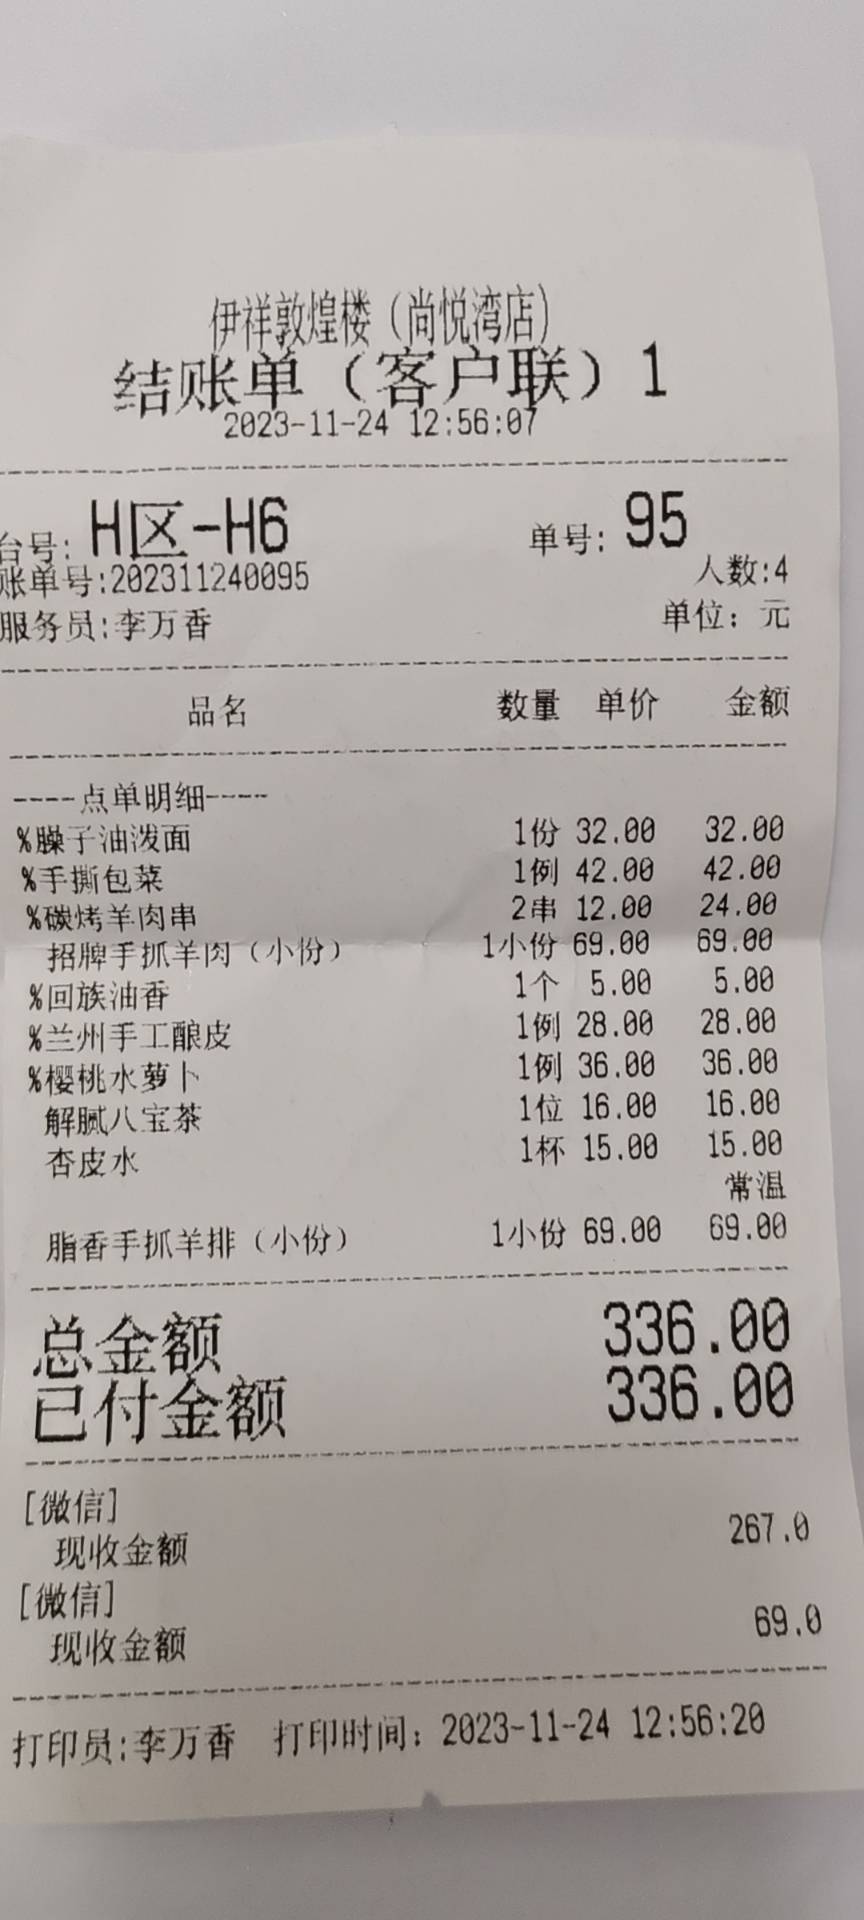 伊祥敦煌楼（尚悦湾店）
结账单（客户联）1
2023-11-24 12:56:07
台号: H区-H6 单号: 95
账单号:202311240095 人数:4
服务员:李万香 单位: 元
品名 数量 单价 金额
----点单明细----
%臊子油泼面 1份 32.00 32.00
%手撕包菜 1例 42.00 42.00
%碳烤羊肉串 2串 12.00 24.00
招牌手抓羊肉（小份） 1小份 69.00 69.00
%回族油香 1个 5.00 5.00
%兰州手工酿皮 1例 28.00 28.00
%樱桃水萝卜 1例 36.00 36.00
解腻八宝茶 1位 16.00 16.00
杏皮水 1杯 15.00 15.00
常温
脂香手抓羊排（小份） 1小份 69.00 69.00
总金额 336.00
已付金额 336.00
[微信]
现收金额 267.0
[微信]
现收金额 69.0
打印员:李万香 打印时间: 2023-11-24 12:56:20